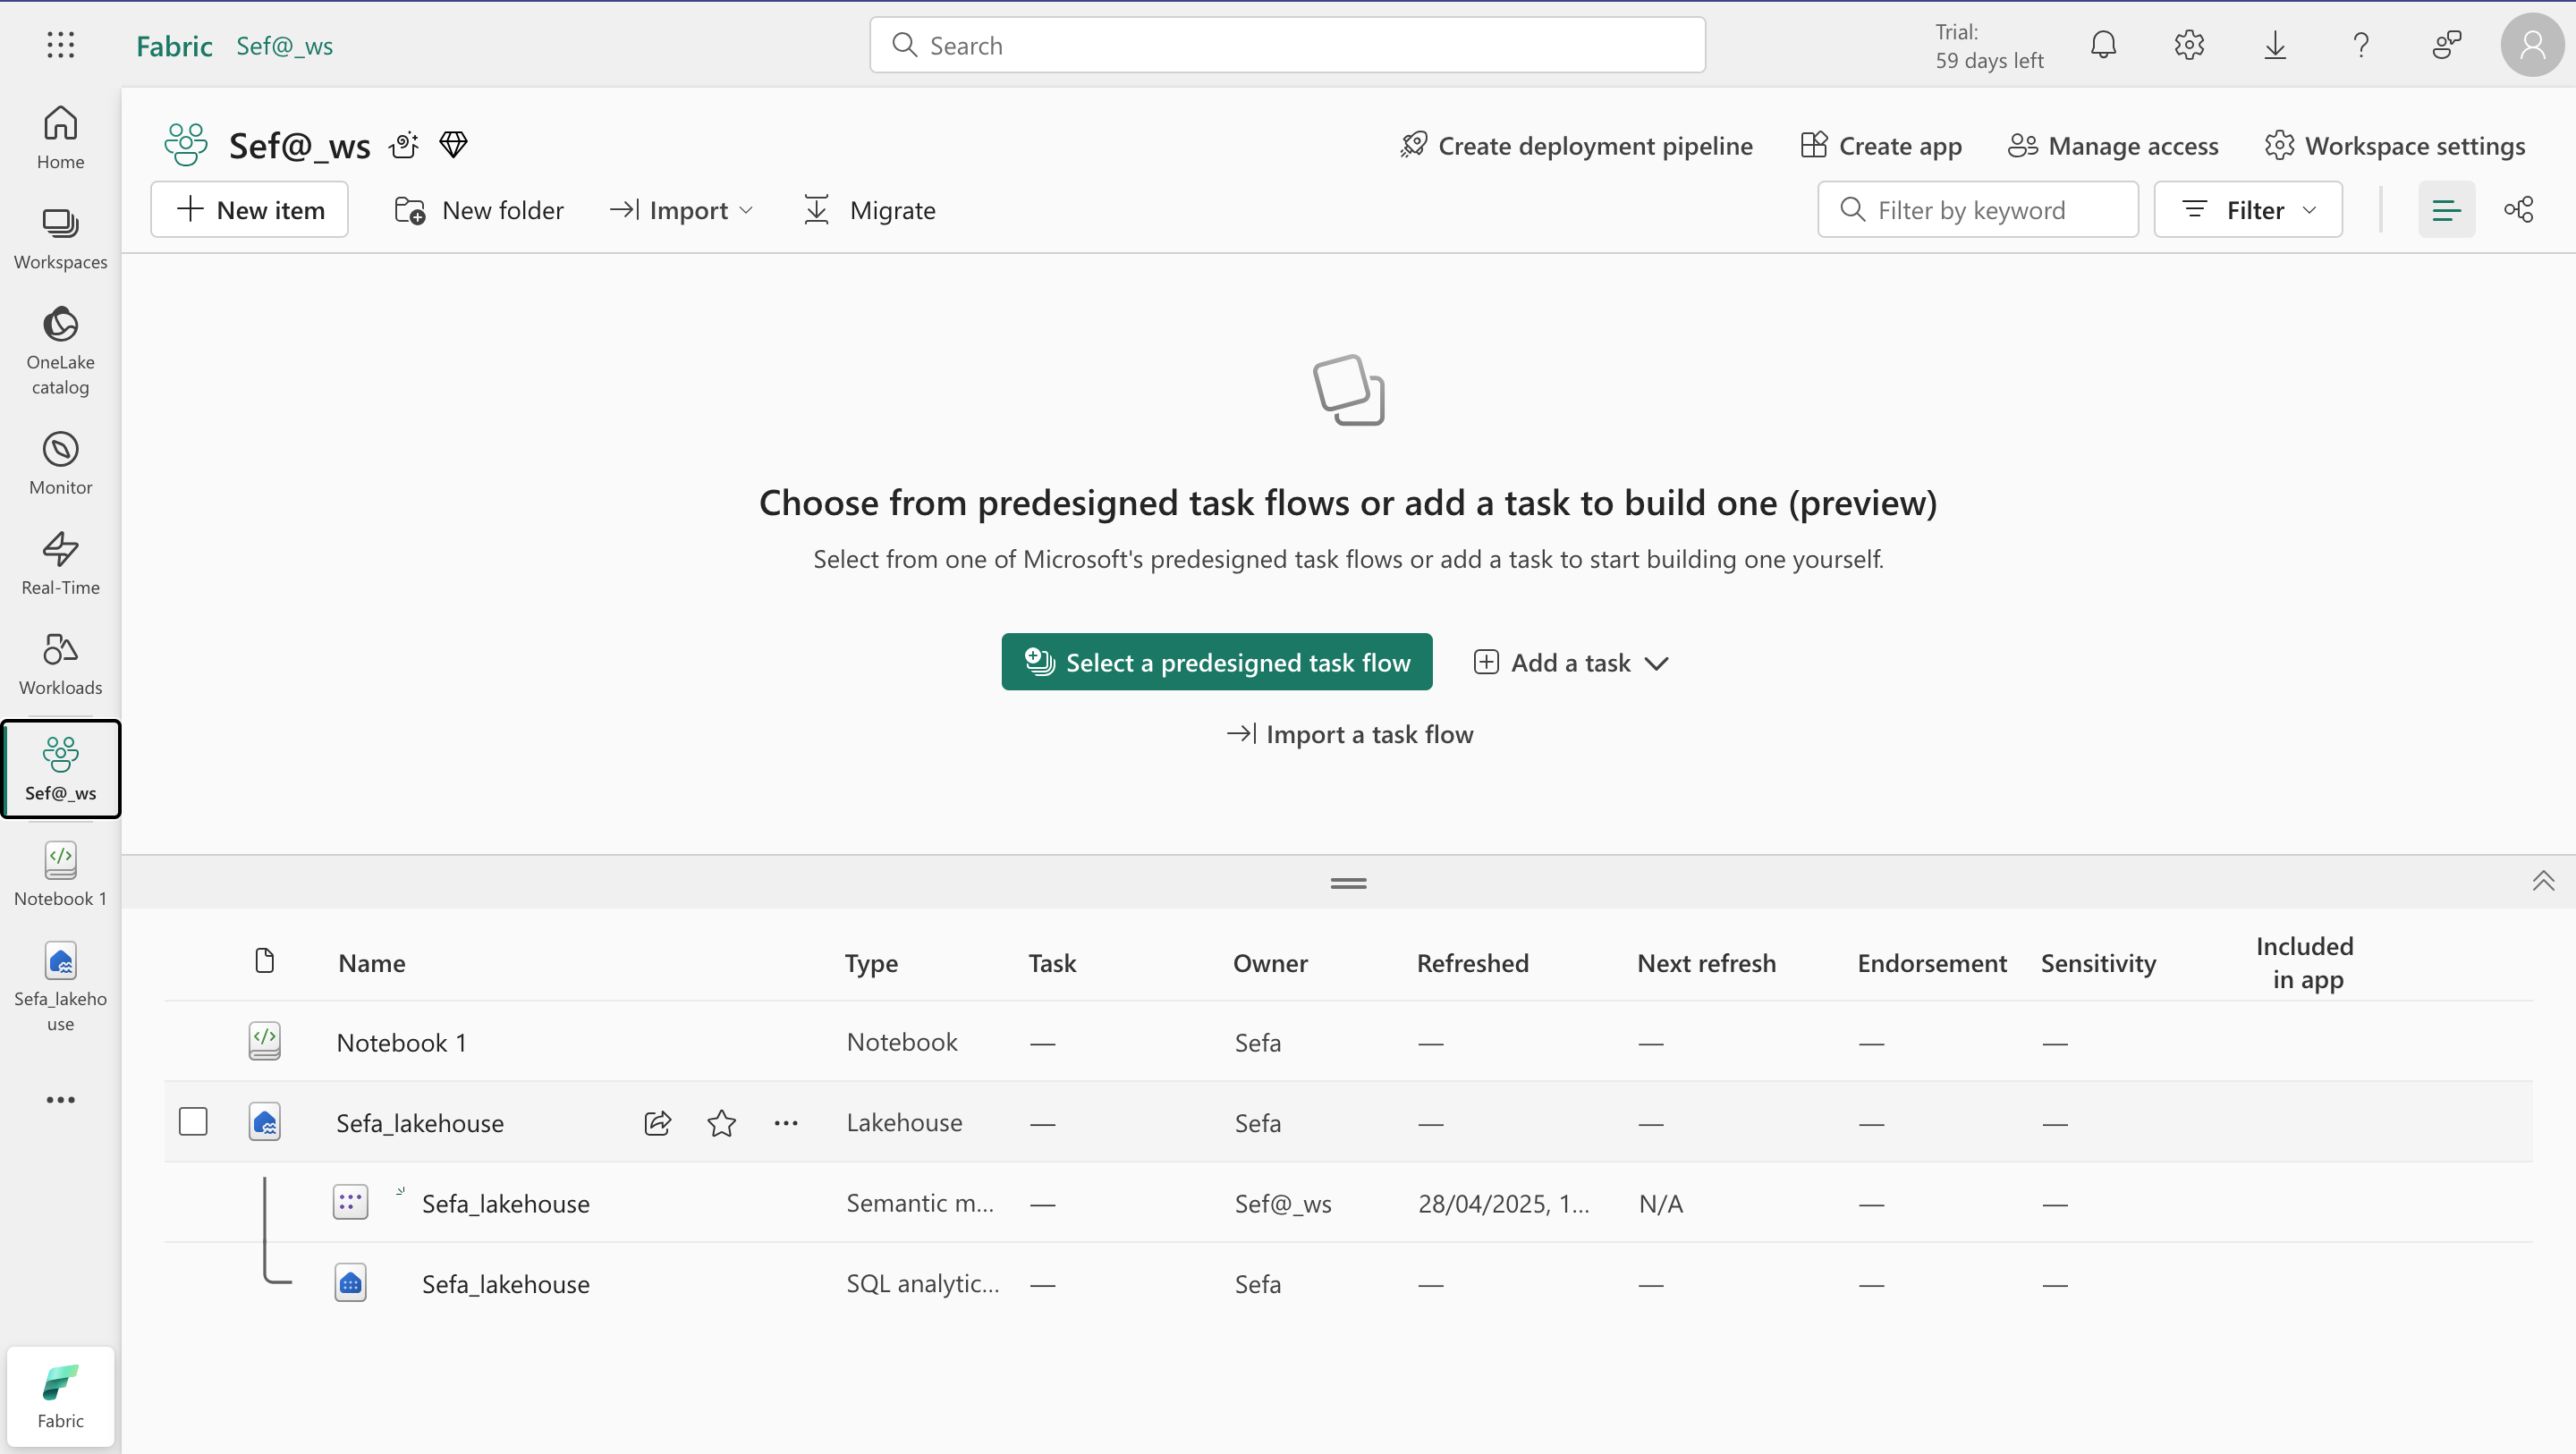 Fabric Sef@_ws
Search
Trial:
59 days left
Home
Workspaces
OneLake
catalog
Monitor
Real-Time
Workloads
Sef@_ws
Notebook 1
Sefa_lakeho
use
Fabric
Sef@_ws
Create deployment pipeline Create app Manage access Workspace settings
New item New folder Import Migrate Filter by keyword Filter
Choose from predesigned task flows or add a task to build one (preview)
Select from one of Microsoft's predesigned task flows or add a task to start building one yourself.
Select a predesigned task flow Add a task
Import a task flow
Name Type Task Owner Refreshed Next refresh Endorsement Sensitivity Included
in app
Notebook 1 Notebook — Sefa — — — —
Sefa_lakehouse Lakehouse — Sefa — — — —
Sefa_lakehouse Semantic m... — Sef@_ws 28/04/2025, 1... N/A — —
Sefa_lakehouse SQL analytic... — Sefa — — — —